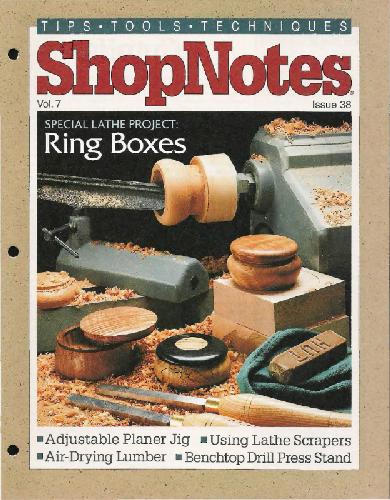 TIPS • TOOLS • TECHNIQUES
ShopNotes®
Vol. 7 Issue 38
SPECIAL LATHE PROJECT:
Ring Boxes
HUT
■ Adjustable Planer Jig ■ Using Lathe Scrapers
■ Air-Drying Lumber ■ Benchtop Drill Press Stand